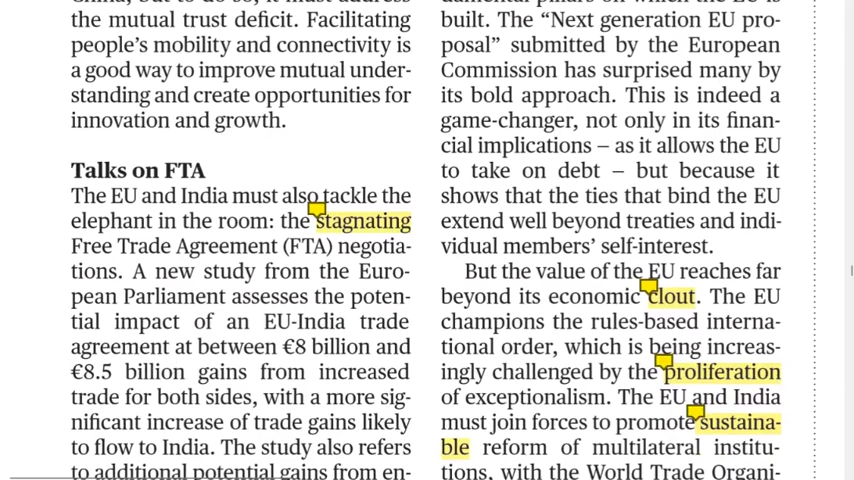 China, but to do so, it must address
the mutual trust deficit. Facilitating
people's mobility and connectivity is
a good way to improve mutual under-
standing and create opportunities for
innovation and growth.
Talks on FTA
The EU and India must also tackle the
elephant in the room: the stagnating
Free Trade Agreement (FTA) negotia-
tions. A new study from the Euro-
pean Parliament assesses the poten-
tial impact of an EU-India trade
agreement at between €8 billion and
€8.5 billion gains from increased
trade for both sides, with a more sig-
nificant increase of trade gains likely
to flow to India. The study also refers
to additional potential gains from en-
damental pillars on which the EU is
built. The “Next generation EU pro-
posal” submitted by the European
Commission has surprised many by
its bold approach. This is indeed a
game-changer, not only in its finan-
cial implications – as it allows the EU
to take on debt – but because it
shows that the ties that bind the EU
extend well beyond treaties and indi-
vidual members’ self-interest.
But the value of the EU reaches far
beyond its economic clout. The EU
champions the rules-based interna-
tional order, which is being increas-
ingly challenged by the proliferation
of exceptionalism. The EU and India
must join forces to promote sustaina-
ble reform of multilateral institu-
tions, with the World Trade Organi-